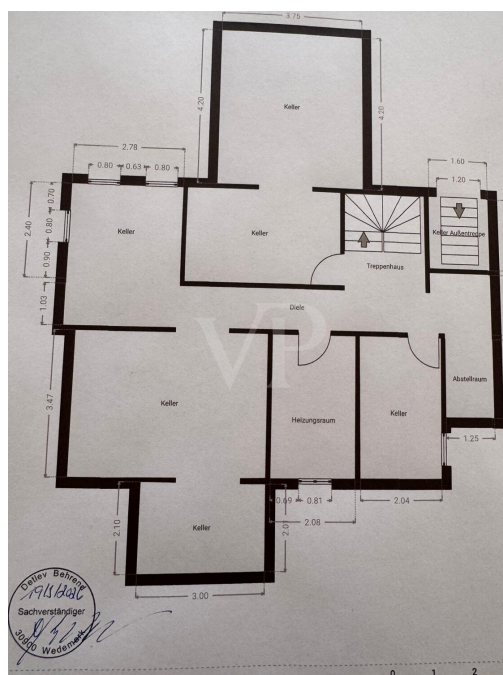 3.75
4.20
Keller
4.20
2.78
0.80
0.63
0.80
1.60
1.20
0.70
0.80
0.90
2.40
1.03
Keller
Keller
Treppenhaus
Keller Außentreppe
Diele
VP
3.47
Keller
Heizungsraum
Keller
Abstellraum
1.25
0.69
0.81
2.04
2.08
2.10
Keller
3.00
Detlev Behrend
Sachverständiger
30900 Wedemark
0 1 2